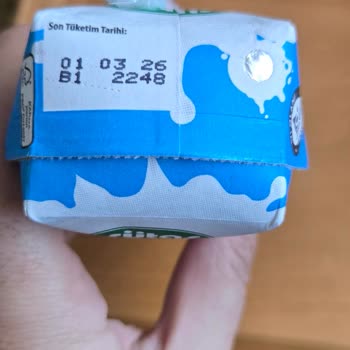 Son Tüketim Tarihi:
01 03 26
B1 2248